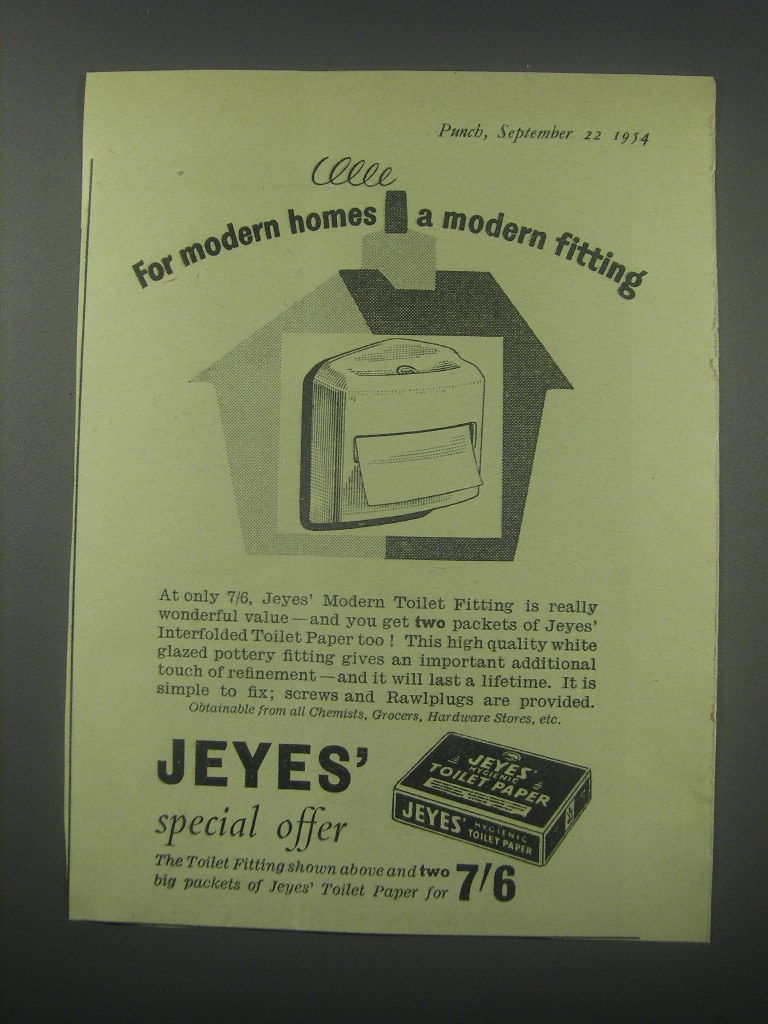 Punch, September 22 1954
For modern homes a modern fitting
At only 7/6, Jeyes' Modern Toilet Fitting is really
wonderful value—and you get two packets of Jeyes'
Interfolded Toilet Paper too! This high quality white
glazed pottery fitting gives an important additional
touch of refinement—and it will last a lifetime. It is
simple to fix; screws and Rawlplugs are provided.
Obtainable from all Chemists, Grocers, Hardware Stores, etc.
JEYES'
special offer
The Toilet Fitting shown above and two
big packets of Jeyes' Toilet Paper for 7/6
JEYES'
HYGIENIC
TOILET PAPER
JEYES' HYGIENIC
TOILET PAPER